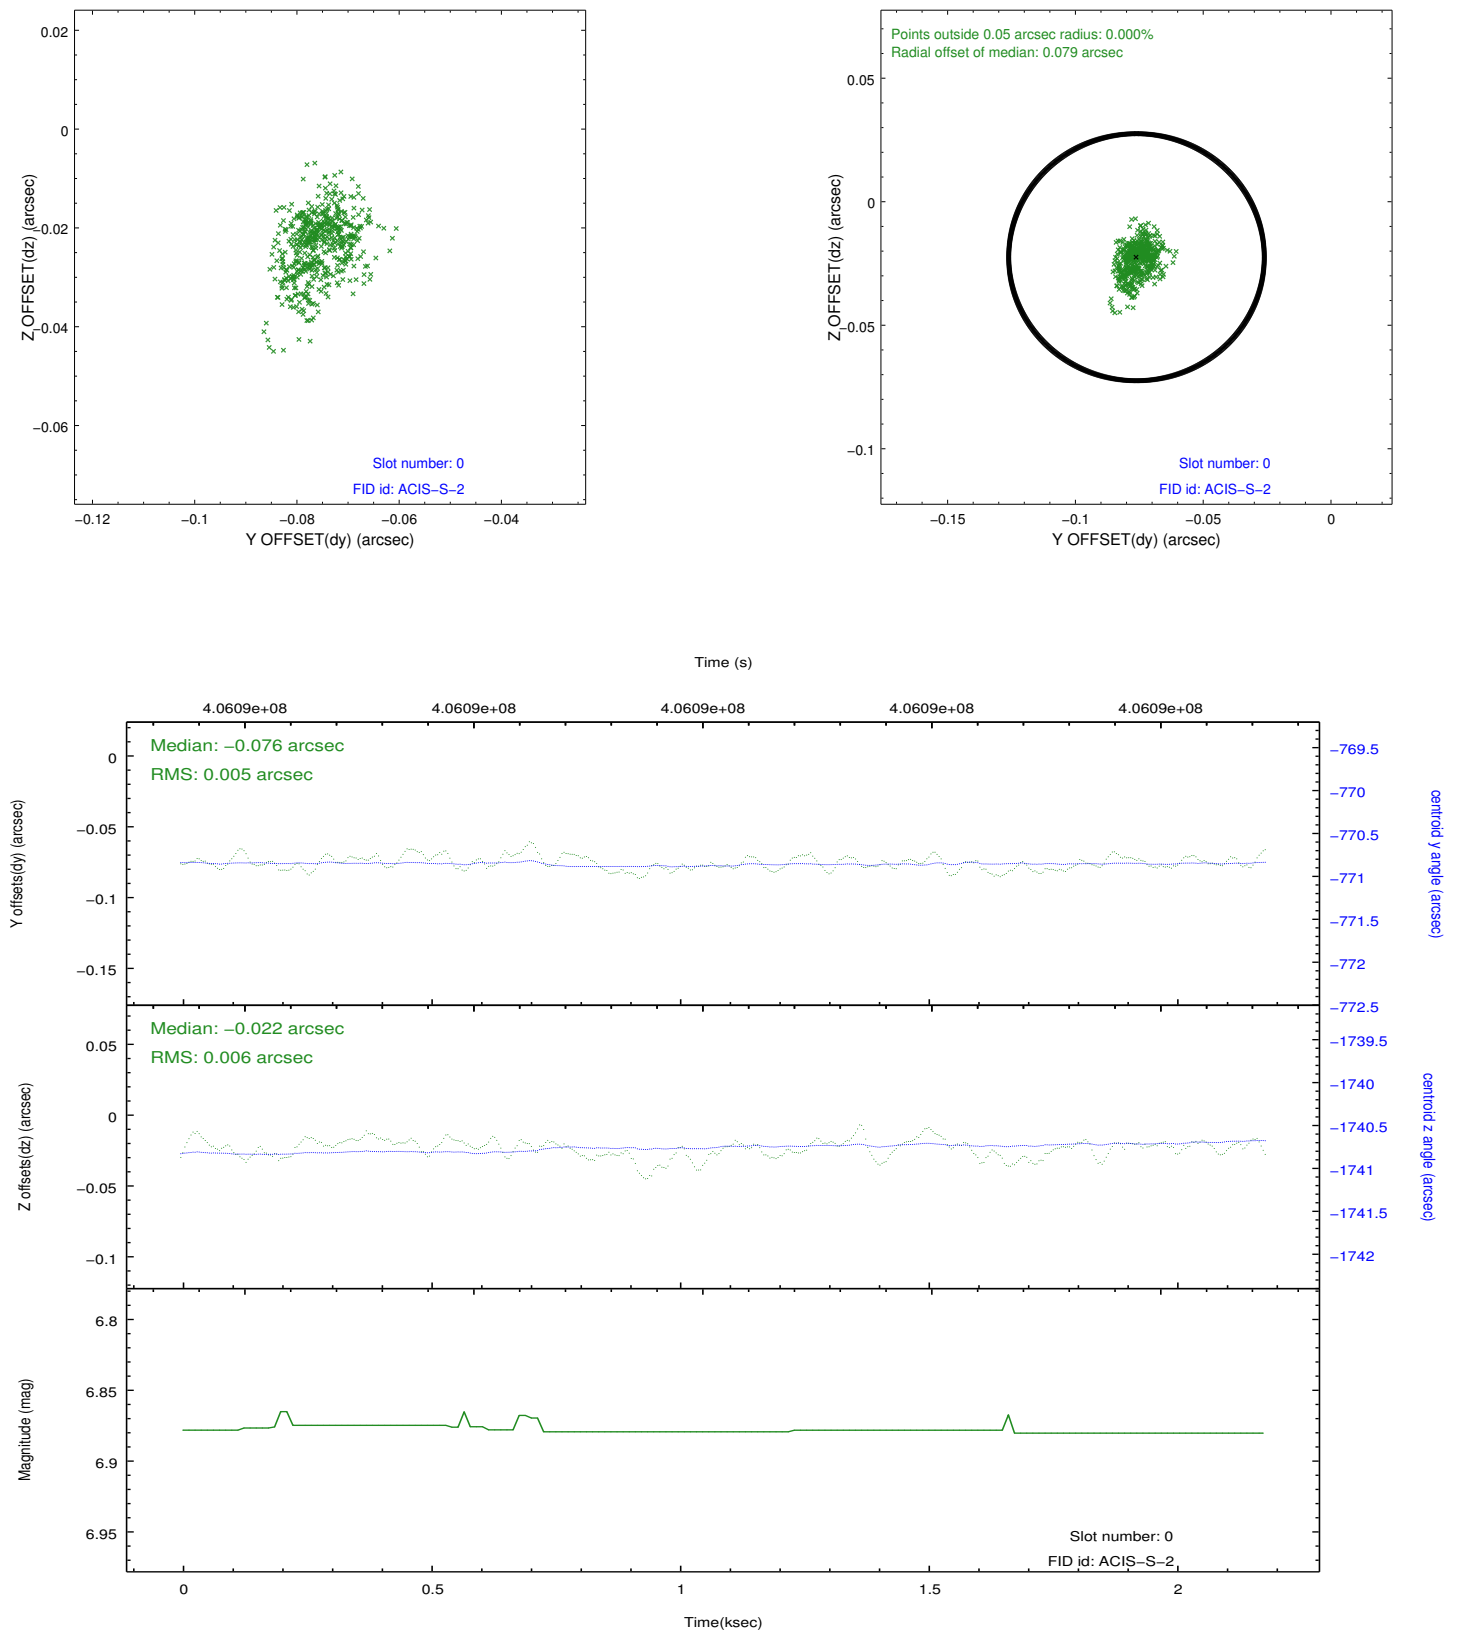 0.02
0
−0.02
−0.04
−0.06
Z OFFSET(dz) (arcsec)
Slot number: 0
FID id: ACIS−S−2
−0.12
−0.1
−0.08
−0.06
−0.04
Y OFFSET(dy) (arcsec)
Points outside 0.05 arcsec radius: 0.000%
Radial offset of median: 0.079 arcsec
0.05
0
−0.05
−0.1
Z OFFSET(dz) (arcsec)
Slot number: 0
FID id: ACIS−S−2
−0.15
−0.1
−0.05
0
Y OFFSET(dy) (arcsec)
Time (s)
4.0609e+08
4.0609e+08
4.0609e+08
4.0609e+08
4.0609e+08
Median: −0.076 arcsec
RMS: 0.005 arcsec
0
−0.05
−0.1
−0.15
Y offsets(dy) (arcsec)
−769.5
−770
−770.5
−771
−771.5
−772
−772.5
centroid y angle (arcsec)
Median: −0.022 arcsec
RMS: 0.006 arcsec
0.05
0
−0.05
−0.1
Z offsets(dz) (arcsec)
−1739.5
−1740
−1740.5
−1741
−1741.5
−1742
centroid z angle (arcsec)
6.8
6.85
6.9
6.95
Magnitude (mag)
Slot number: 0
FID id: ACIS−S−2
0
0.5
1
1.5
2
Time(ksec)